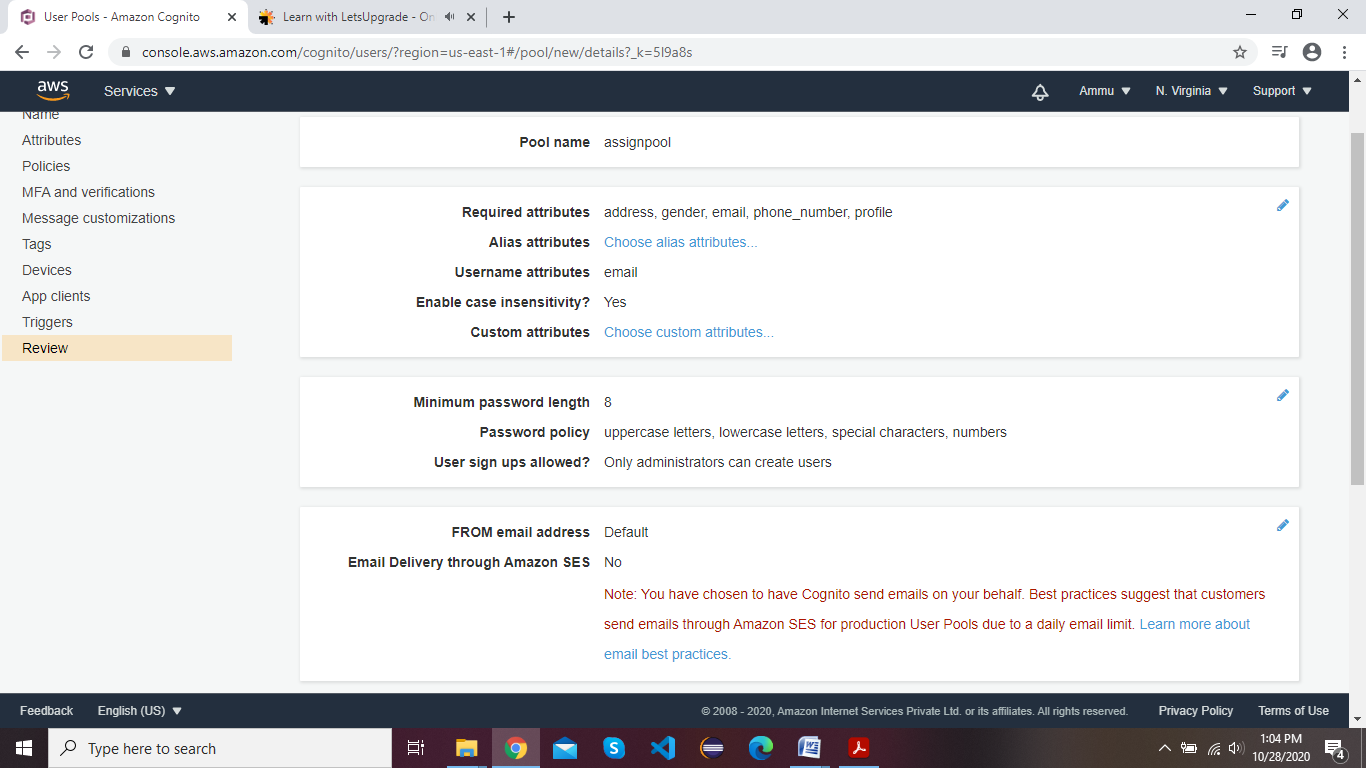 User Pools - Amazon Cognito
Learn with LetsUpgrade - On
console.aws.amazon.com/cognito/users/?region=us-east-1#/pool/new/details?_k=5l9a8s
aws Services Ammu N. Virginia Support
Name
Attributes
Policies
MFA and verifications
Message customizations
Tags
Devices
App clients
Triggers
Review
Pool name assignpool
Required attributes address, gender, email, phone_number, profile
Alias attributes Choose alias attributes...
Username attributes email
Enable case insensitivity? Yes
Custom attributes Choose custom attributes...
Minimum password length 8
Password policy uppercase letters, lowercase letters, special characters, numbers
User sign ups allowed? Only administrators can create users
FROM email address Default
Email Delivery through Amazon SES No
Note: You have chosen to have Cognito send emails on your behalf. Best practices suggest that customers
send emails through Amazon SES for production User Pools due to a daily email limit. Learn more about
email best practices.
Feedback English (US) © 2008 - 2020, Amazon Internet Services Private Ltd. or its affiliates. All rights reserved. Privacy Policy Terms of Use
Type here to search
1:04 PM
10/28/2020
4